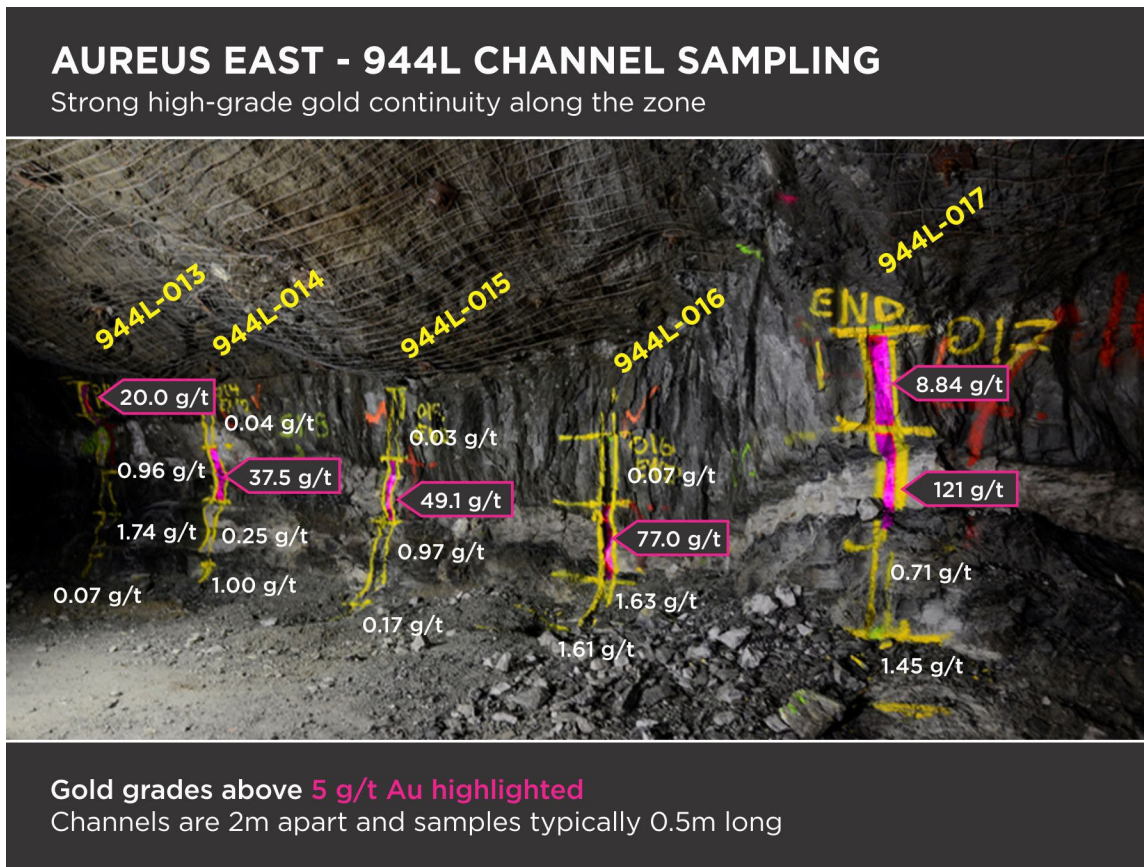 AUREUS EAST - 944L CHANNEL SAMPLING
Strong high-grade gold continuity along the zone
944L-013
944L-014
944L-015
944L-016
944L-017
END
017
20.0 g/t
0.96 g/t
1.74 g/t
0.07 g/t
0.04 g/t
37.5 g/t
0.25 g/t
1.00 g/t
0.03 g/t
49.1 g/t
0.97 g/t
0.17 g/t
016
0.07 g/t
77.0 g/t
1.63 g/t
1.61 g/t
8.84 g/t
121 g/t
0.71 g/t
1.45 g/t
Gold grades above 5 g/t Au highlighted
Channels are 2m apart and samples typically 0.5m long